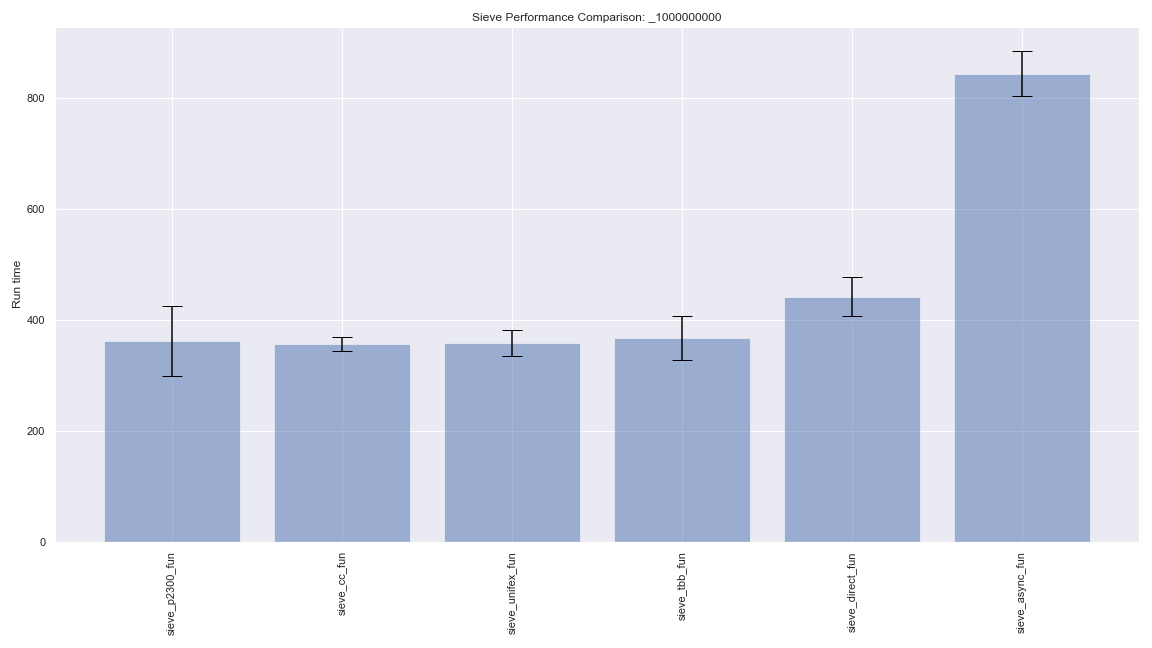 Sieve Performance Comparison: _1000000000
Run time
800
600
400
200
0
sieve_p2300_fun
sieve_cc_fun
sieve_unifex_fun
sieve_tbb_fun
sieve_direct_fun
sieve_async_fun